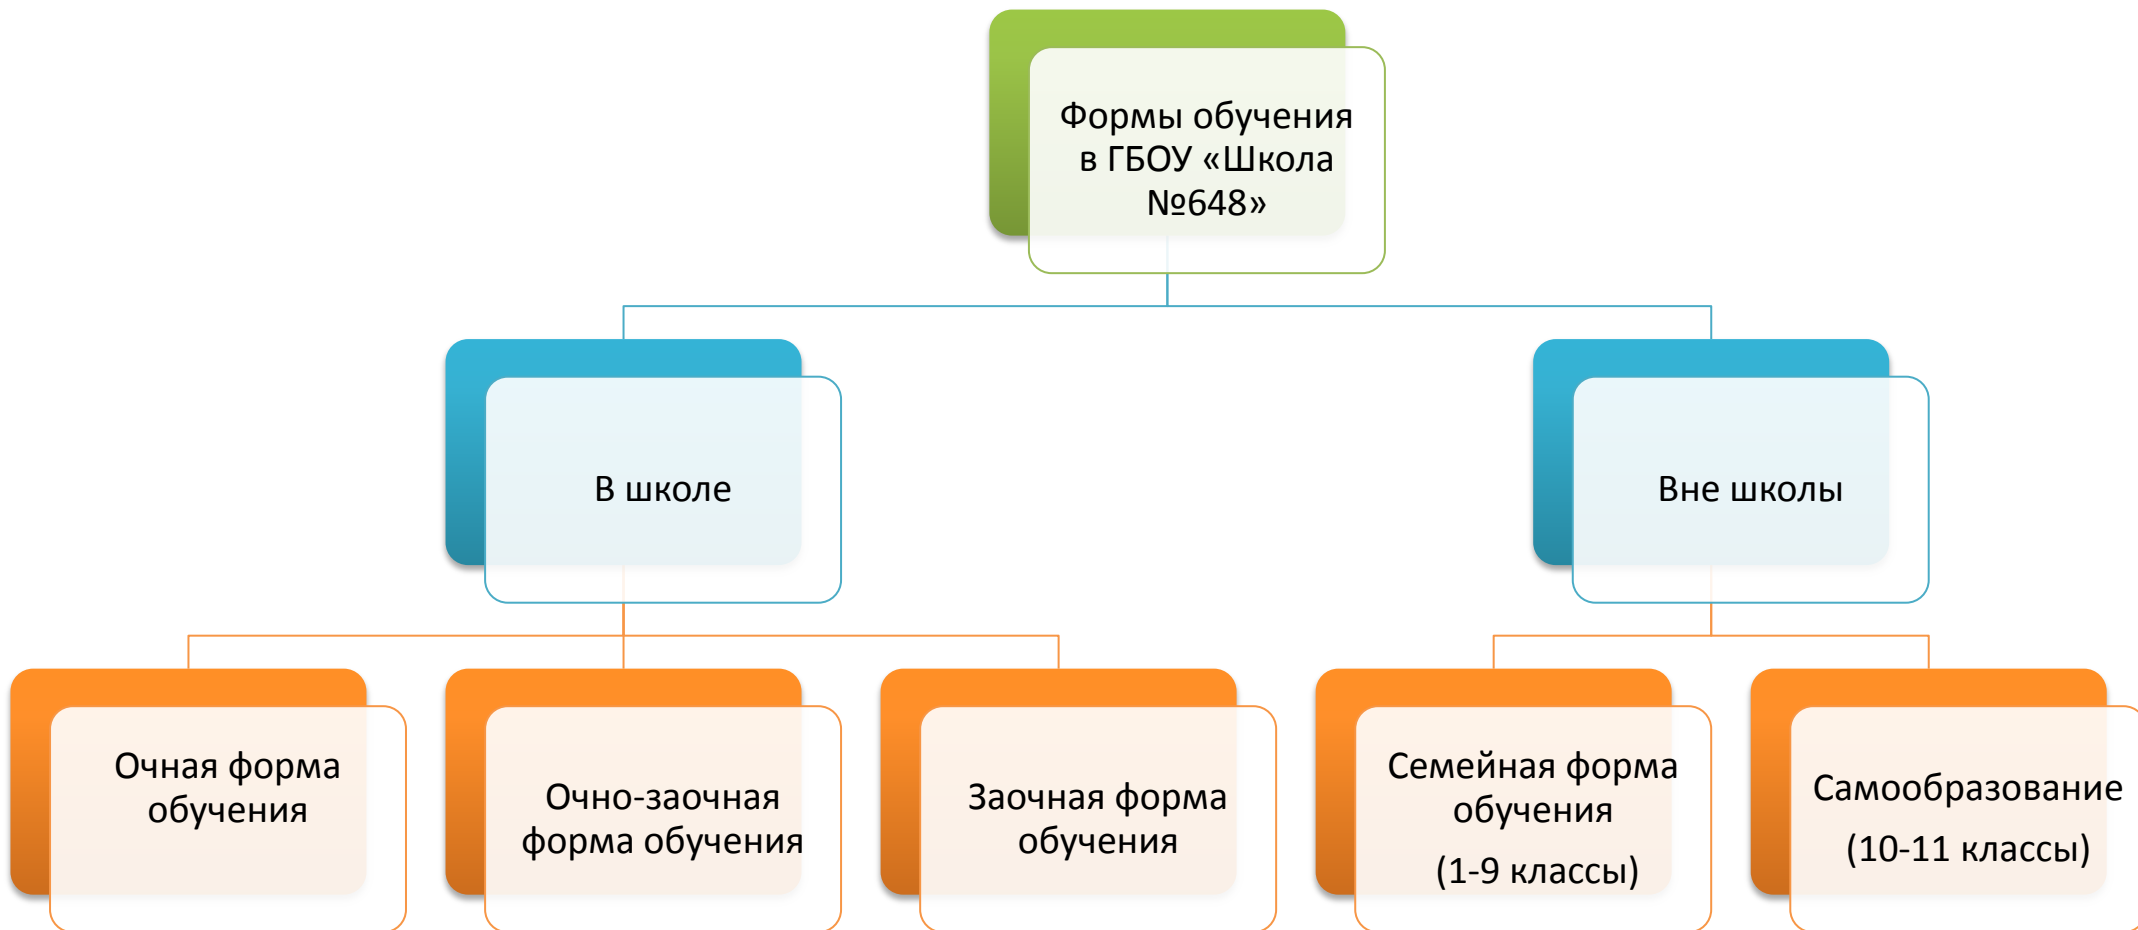 Формы обучения
в ГБОУ «Школа
№648»
В школе
Вне школы
Очная форма
обучения
Очно-заочная
форма обучения
Заочная форма
обучения
Семейная форма
обучения
(1-9 классы)
Самообразование
(10-11 классы)